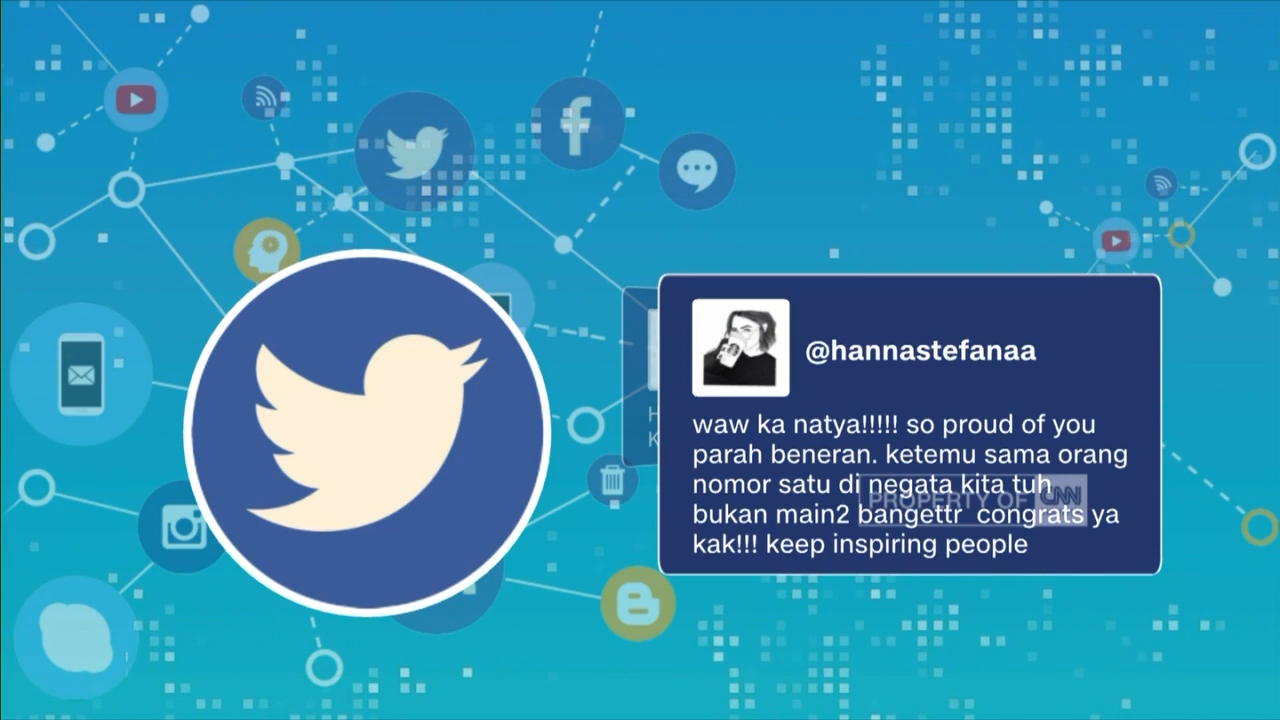 @hannastefanaa
waw ka natya!!!!! so proud of you
parah beneran. ketemu sama orang
nomor satu di negata kita tuh
bukan main2 bangettr congrats ya
kak!!! keep inspiring people
PROPERTY OF CNN